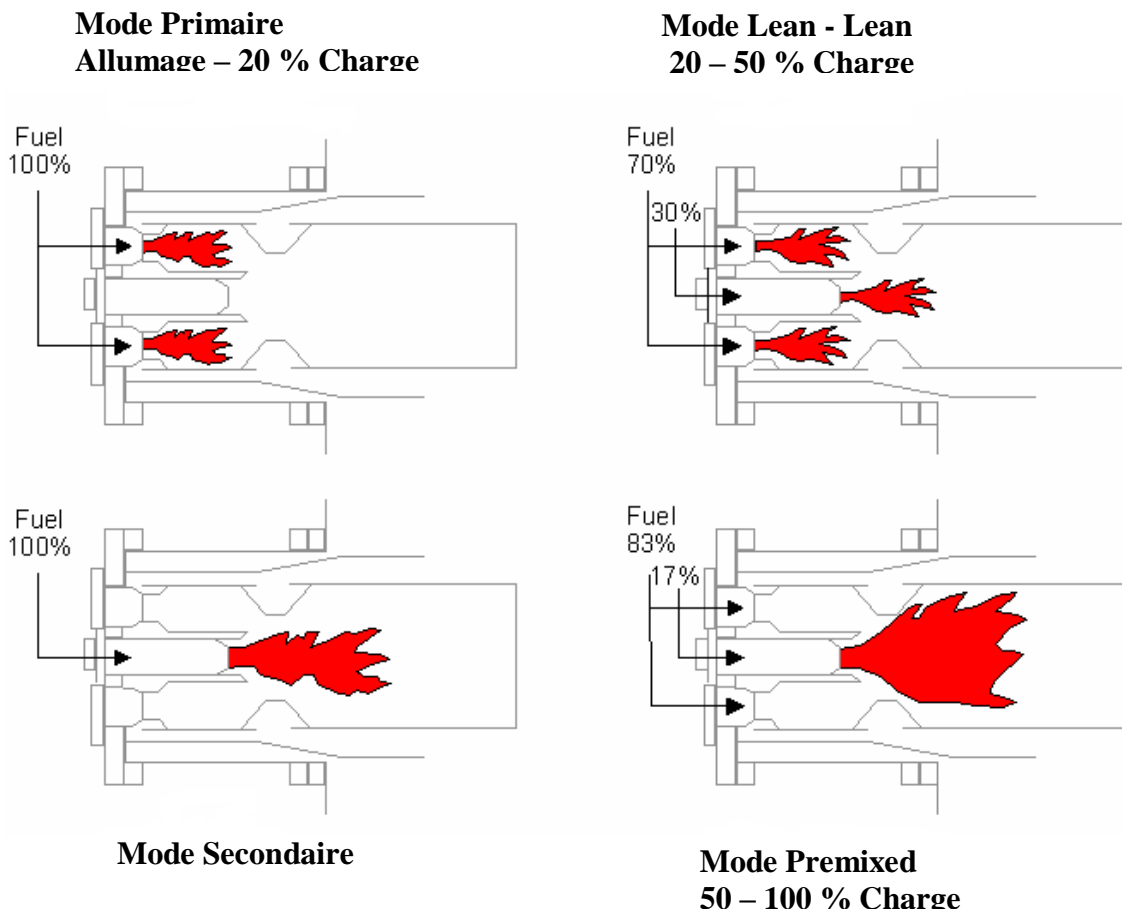 Mode Primaire
Allumage – 20 % Charge
Mode Lean - Lean
20 – 50 % Charge
Fuel
100%
Fuel
70%
30%
Fuel
100%
Fuel
83%
17%
Mode Secondaire
Mode Premixed
50 – 100 % Charge